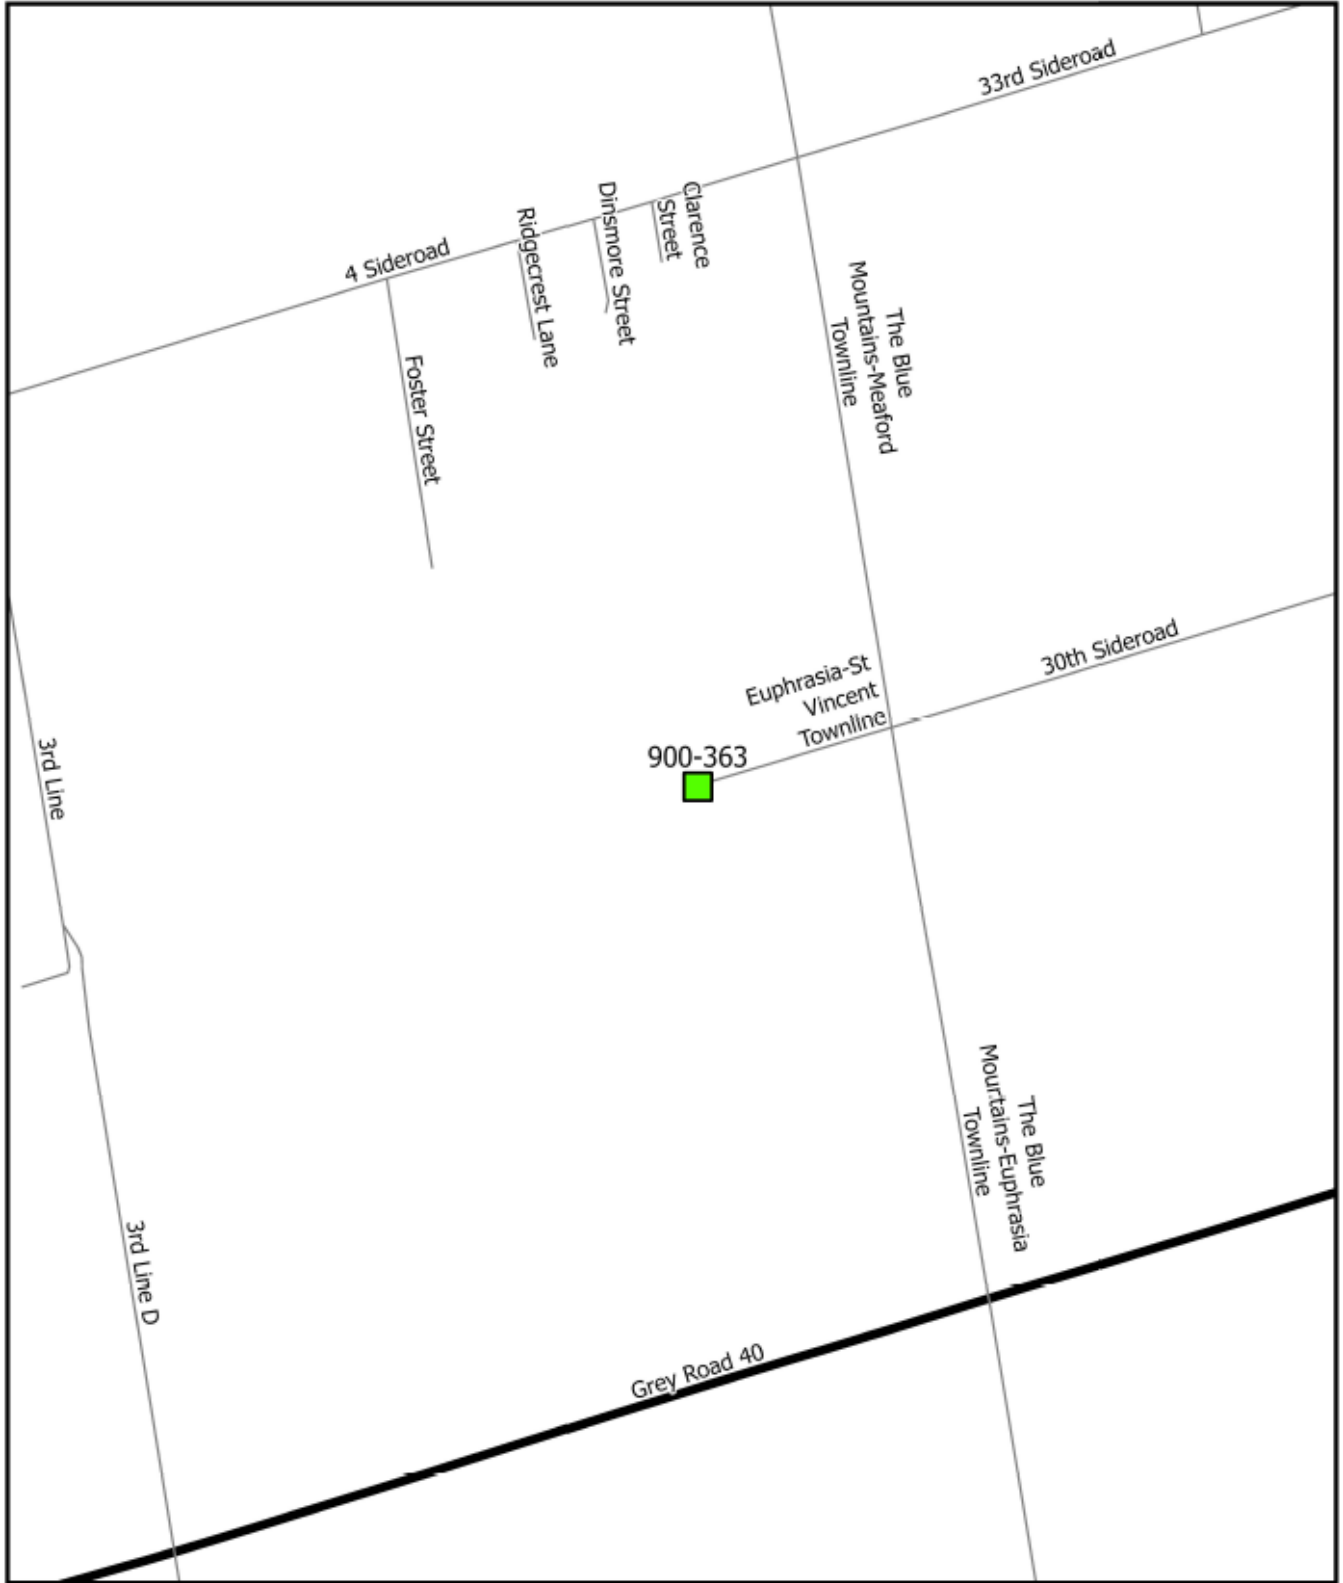 33rd Sideroad
Clarence
Street
Dinsmore Street
Ridgecrest Lane
4 Sideroad
Foster Street
The Blue
Mountains-Meaford
Townline
30th Sideroad
Euphrasia-St
Vincent
Townline
900-363
3rd Line
The Blue
Mountains-Euphrasia
Townline
3rd Line D
Grey Road 40